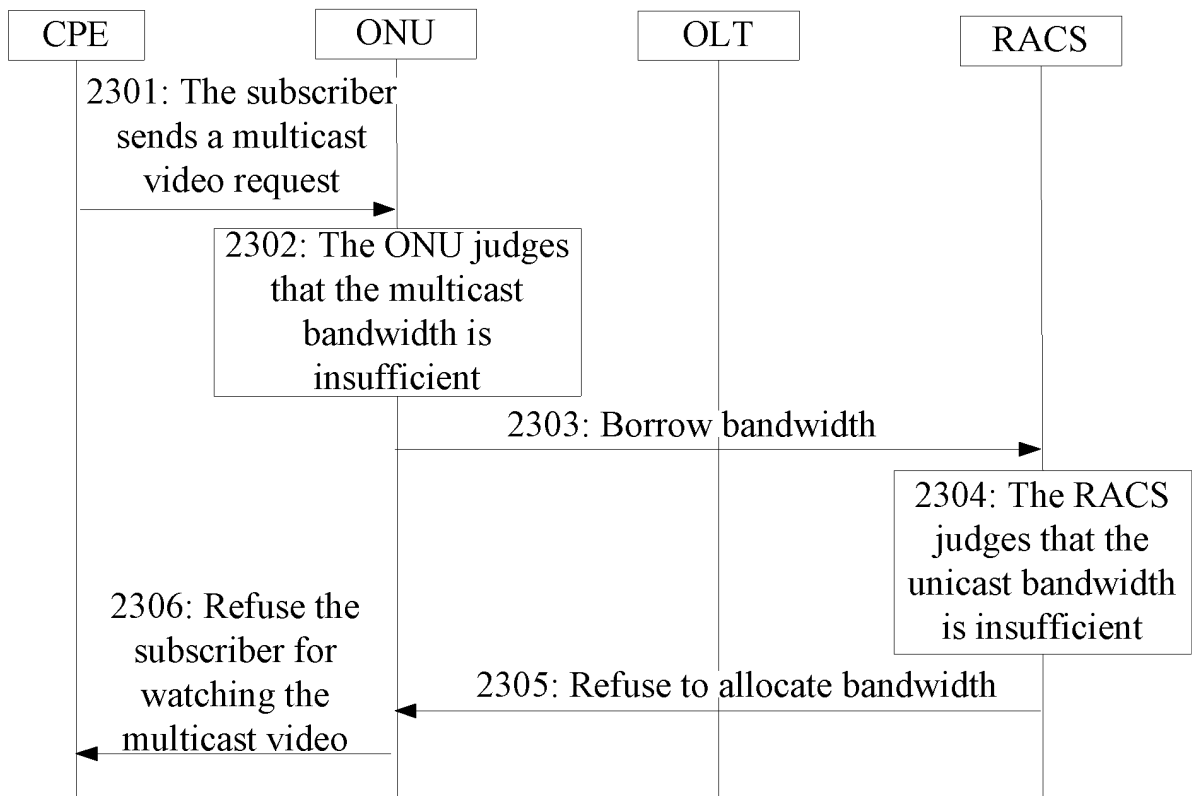 CPE
ONU
OLT
RACS
2301: The subscriber
sends a multicast
video request
2302: The ONU judges
that the multicast
bandwidth is
insufficient
2303: Borrow bandwidth
2304: The RACS
judges that the
unicast bandwidth
is insufficient
2305: Refuse to allocate bandwidth
2306: Refuse the
subscriber for
watching the
multicast video